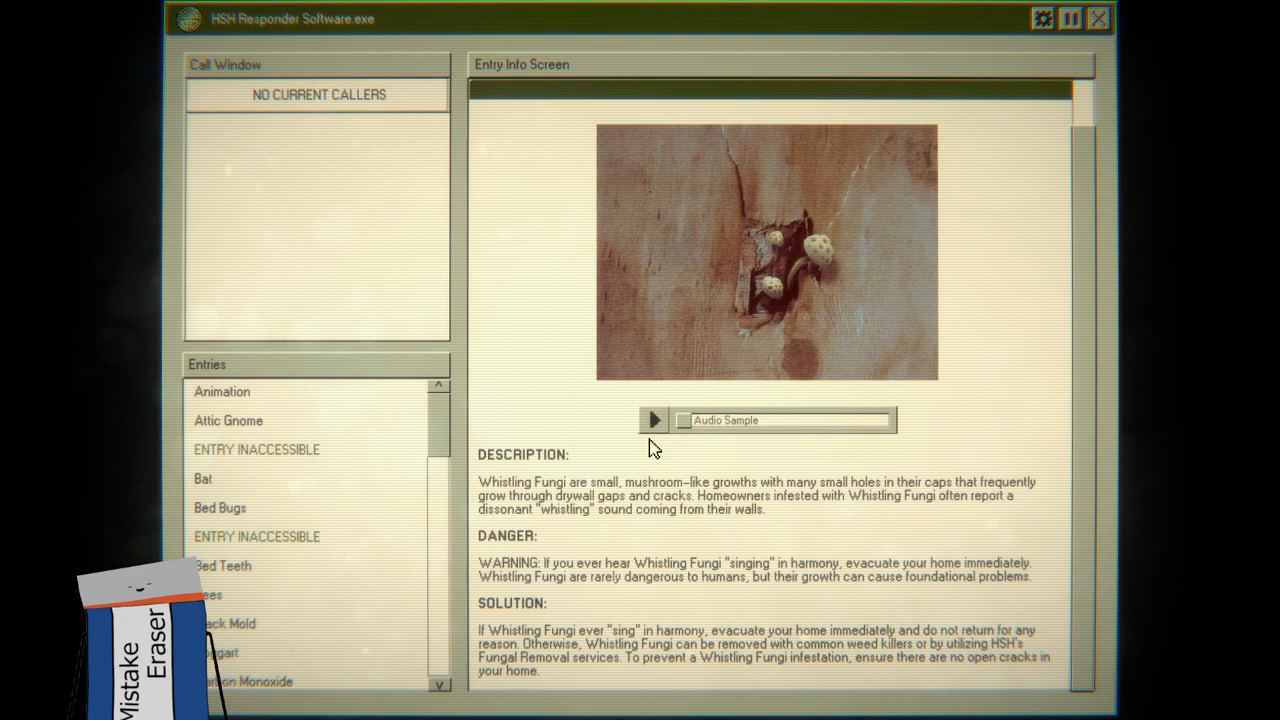 HSH Responder Software.exe
Call Window
NO CURRENT CALLERS
Entries
Animation
Attic Gnome
ENTRY INACCESSIBLE
Bat
Bed Bugs
ENTRY INACCESSIBLE
Bed Teeth
ees
ack Mold
oggart
arbon Monoxide
Entry Info Screen
Audio Sample
DESCRIPTION:
Whistling Fungi are small, mushroom-like growths with many small holes in their caps that frequently
grow through drywall gaps and cracks. Homeowners infested with Whistling Fungi often report a
dissonant "whistling" sound coming from their walls.
DANGER:
WARNING: If you ever hear Whistling Fungi "singing" in harmony, evacuate your home immediately.
Whistling Fungi are rarely dangerous to humans, but their growth can cause foundational problems.
SOLUTION:
If Whistling Fungi ever "sing" in harmony, evacuate your home immediately and do not return for any
reason. Otherwise, Whistling Fungi can be removed with common weed killers or by utilizing HSH's
Fungal Removal services. To prevent a Whistling Fungi infestation, ensure there are no open cracks in
your home.
Mistake
Eraser